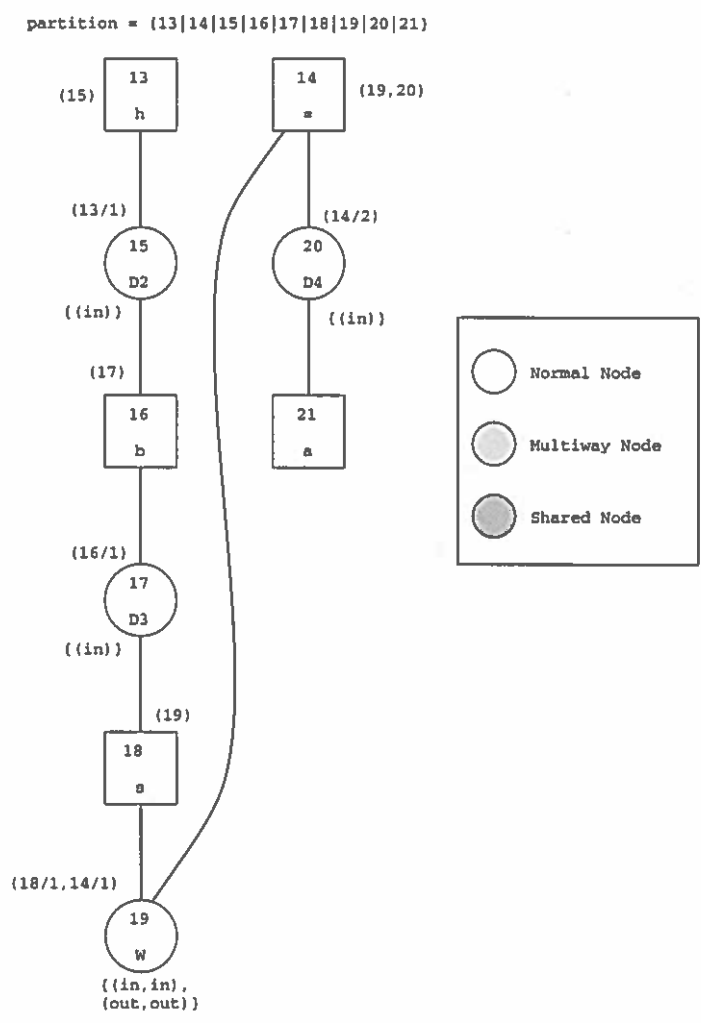 partition = {13|14|15|16|17|18|19|20|21}
13
h
(15)
14
=
(19,20)
(13/1)
15
D2
{(in)}
(14/2)
20
D4
{(in)}
(17)
16
b
21
a
(16/1)
17
D3
{(in)}
(19)
18
s
(18/1,14/1)
19
W
{(in,in),
(out,out)}
Normal Node
Multiway Node
Shared Node